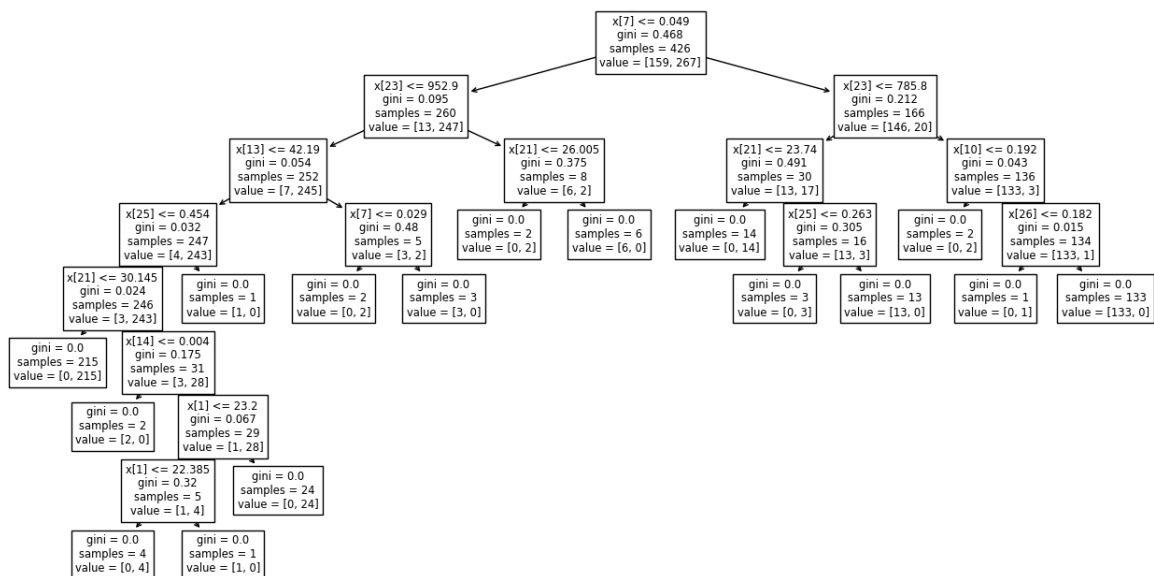 x[7] <= 0.049
gini = 0.468
samples = 426
value = [159, 267]
x[23] <= 952.9
gini = 0.095
samples = 260
value = [13, 247]
x[23] <= 785.8
gini = 0.212
samples = 166
value = [146, 20]
x[13] <= 42.19
gini = 0.054
samples = 252
value = [7, 245]
x[21] <= 26.005
gini = 0.375
samples = 8
value = [6, 2]
x[21] <= 23.74
gini = 0.491
samples = 30
value = [13, 17]
x[10] <= 0.192
gini = 0.043
samples = 136
value = [133, 3]
x[25] <= 0.454
gini = 0.032
samples = 247
value = [4, 243]
x[7] <= 0.029
gini = 0.48
samples = 5
value = [3, 2]
gini = 0.0
samples = 2
value = [0, 2]
gini = 0.0
samples = 6
value = [6, 0]
gini = 0.0
samples = 14
value = [0, 14]
x[25] <= 0.263
gini = 0.305
samples = 16
value = [13, 3]
gini = 0.0
samples = 2
value = [0, 2]
x[26] <= 0.182
gini = 0.015
samples = 134
value = [133, 1]
x[21] <= 30.145
gini = 0.024
samples = 246
value = [3, 243]
gini = 0.0
samples = 1
value = [1, 0]
gini = 0.0
samples = 2
value = [0, 2]
gini = 0.0
samples = 3
value = [3, 0]
gini = 0.0
samples = 3
value = [0, 3]
gini = 0.0
samples = 13
value = [13, 0]
gini = 0.0
samples = 1
value = [0, 1]
gini = 0.0
samples = 133
value = [133, 0]
gini = 0.0
samples = 215
value = [0, 215]
x[14] <= 0.004
gini = 0.175
samples = 31
value = [3, 28]
gini = 0.0
samples = 2
value = [2, 0]
x[1] <= 23.2
gini = 0.067
samples = 29
value = [1, 28]
x[1] <= 22.385
gini = 0.32
samples = 5
value = [1, 4]
gini = 0.0
samples = 24
value = [0, 24]
gini = 0.0
samples = 4
value = [0, 4]
gini = 0.0
samples = 1
value = [1, 0]